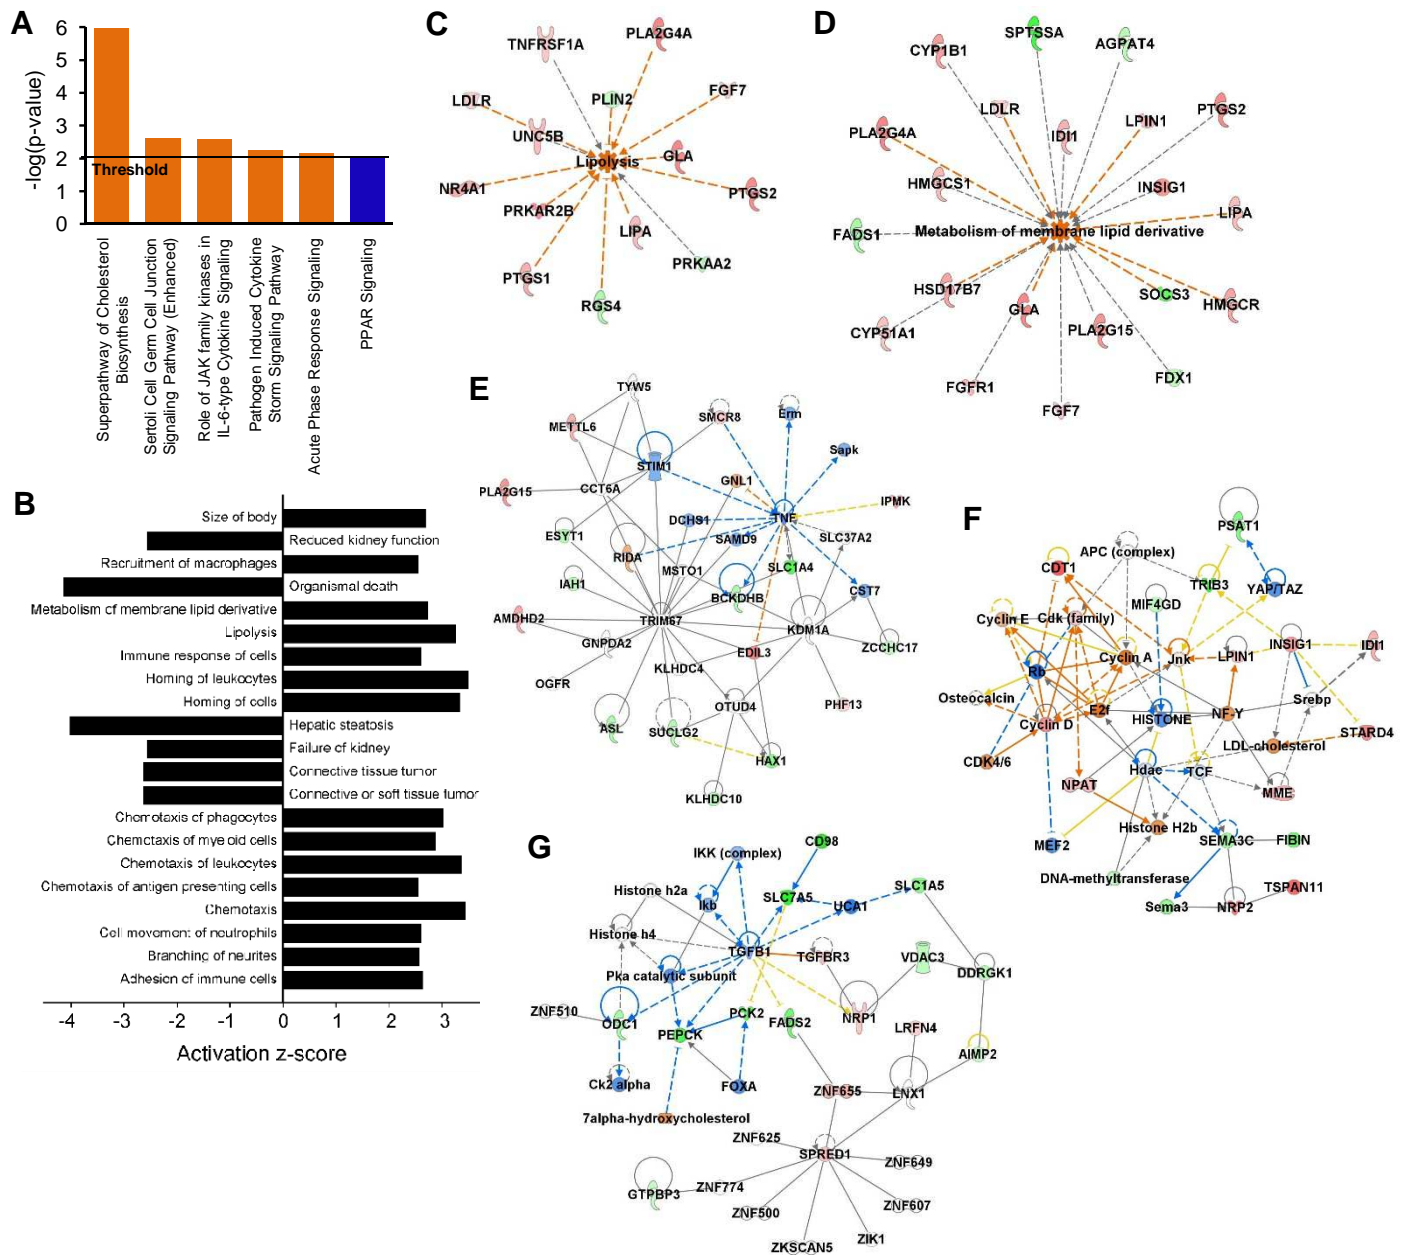 A
6
5
4
3
2
1
0
-log(p-value)
Threshold
Superpathway of Cholesterol
Biosynthesis
Sertoli Cell Germ Cell Junction
Signaling Pathway (Enhanced)
Role of JAK family kinases in
IL-6-type Cytokine Signaling
Pathogen Induced Cytokine
Storm Signaling Pathway
Acute Phase Response Signaling
PPAR Signaling
B
Size of body
Reduced kidney function
Recruitment of macrophages
Organismal death
Metabolism of membrane lipid derivative
Lipolysis
Immune response of cells
Homing of leukocytes
Homing of cells
Hepatic steatosis
Failure of kidney
Connective tissue tumor
Connective or soft tissue tumor
Chemotaxis of phagocytes
Chemotaxis of myeloid cells
Chemotaxis of leukocytes
Chemotaxis of antigen presenting cells
Chemotaxis
Cell movement of neutrophils
Branching of neurites
Adhesion of immune cells
-4 -3 -2 -1 0 1 2 3
Activation z-score
C
TNFRSF1A
PLA2G4A
LDLR
PLIN2
FGF7
UNC5B
Lipolysis
GLA
NR4A1
PTGS2
PRKAR2B
LIPA
PRKAA2
PTGS1
RGS4
D
SPTSSA
CYP1B1
AGPAT4
LDLR
LPIN1
PTGS2
PLA2G4A
IDI1
HMGCS1
INSIG1
LIPA
FADS1
Metabolism of membrane lipid derivative
HSD17B7
SOCS3
GLA
HMGCR
CYP51A1
PLA2G15
FDX1
FGFR1
FGF7
E
TYW5
METTL6
SMCR8
Erm
STIM1
Sapk
PLA2G15
CCT6A
GNL1
IPMK
DCHS1
TNF
ESYT1
SAMD9
SLC37A2
RIDA
MSTO1
SLC1A4
IAH1
BCKDHB
CST7
AMDHD2
TRIM67
KDM1A
GNPDA2
EDIL3
ZCCHC17
KLHDC4
OGFR
OTUD4
PHF13
ASL
SUCLG2
HAX1
KLHDC10
F
PSAT1
APC (complex)
CDT1
TRIB3
YAP/TAZ
MIF4GD
Cyclin E
Cdk (family)
Cyclin A
Jnk
LPIN1
INSIG1
IDI1
Rb
Osteocalcin
E2f
HISTONE
NF-Y
Srebp
Cyclin D
STARD4
LDL-cholesterol
CDK4/6
Hdac
TCF
NPAT
MME
Histone H2b
MEF2
SEMA3C
FIBIN
DNA-methyltransferase
TSPAN11
Sema3
NRP2
G
IKK (complex)
CD98
Histone h2a
Ikb
SLC7A5
UCA1
SLC1A5
Histone h4
TGFB1
TGFBR3
VDAC3
Pka catalytic subunit
DDRGK1
ZNF510
ODC1
PCK2
FADS2
NRP1
LRFN4
PEPCK
AIMP2
Ck2 alpha
FOXA
ZNF655
LNX1
7alpha-hydroxycholesterol
ZNF625
SPRED1
ZNF649
GTPBP3
ZNF774
ZNF500
ZNF607
ZKSCAN5
ZIK1